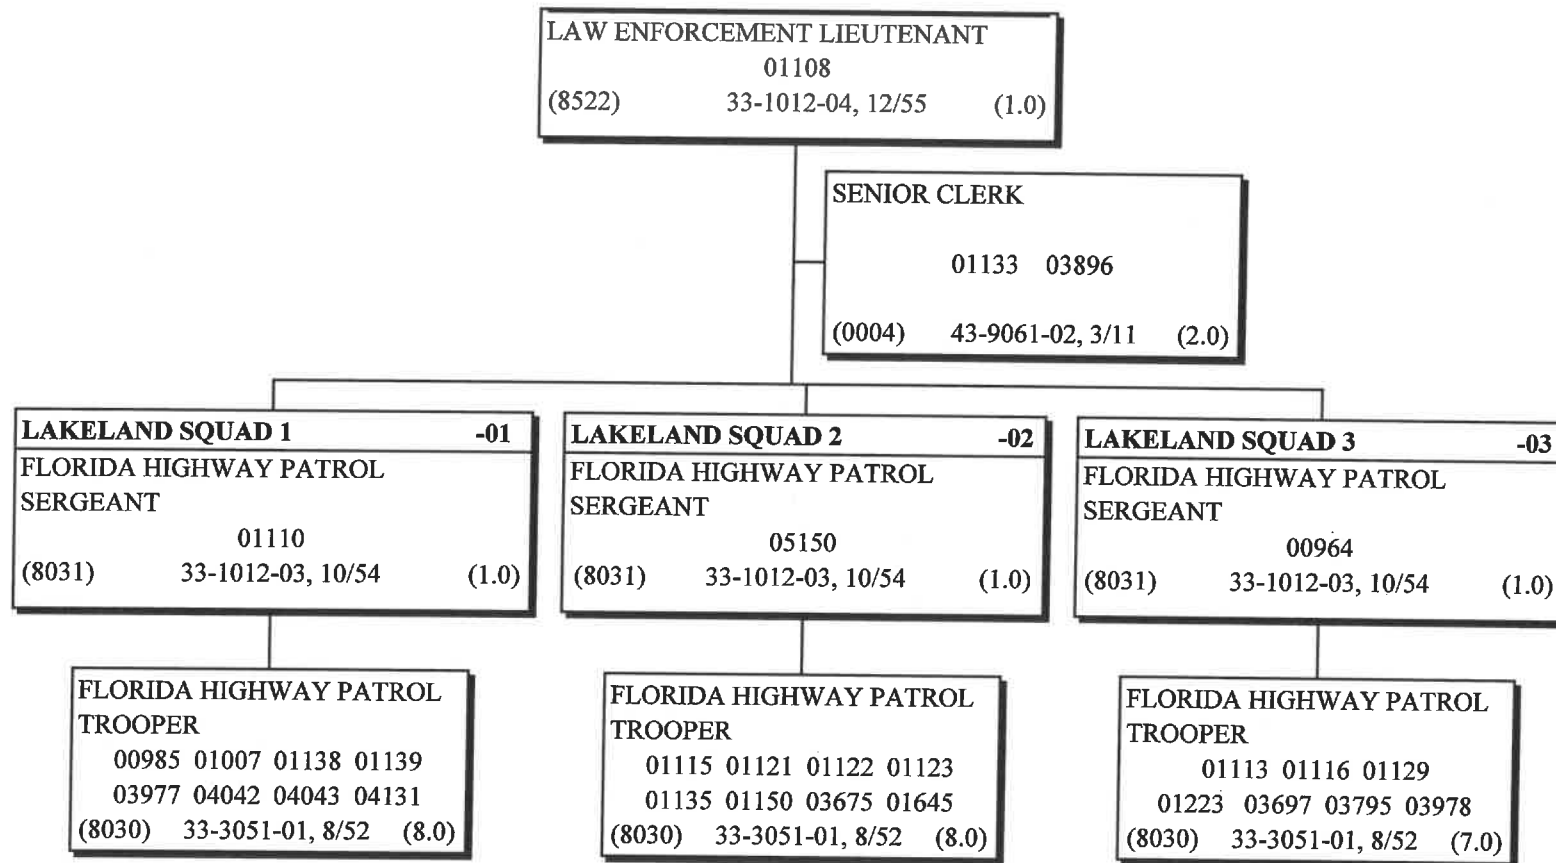 LAW ENFORCEMENT LIEUTENANT
01108
(8522) 33-1012-04, 12/55 (1.0)
SENIOR CLERK
01133 03896
(0004) 43-9061-02, 3/11 (2.0)
LAKELAND SQUAD 1 -01
FLORIDA HIGHWAY PATROL
SERGEANT
01110
(8031) 33-1012-03, 10/54 (1.0)
LAKELAND SQUAD 2 -02
FLORIDA HIGHWAY PATROL
SERGEANT
05150
(8031) 33-1012-03, 10/54 (1.0)
LAKELAND SQUAD 3 -03
FLORIDA HIGHWAY PATROL
SERGEANT
00964
(8031) 33-1012-03, 10/54 (1.0)
FLORIDA HIGHWAY PATROL
TROOPER
00985 01007 01138 01139
03977 04042 04043 04131
(8030) 33-3051-01, 8/52 (8.0)
FLORIDA HIGHWAY PATROL
TROOPER
01115 01121 01122 01123
01135 01150 03675 01645
(8030) 33-3051-01, 8/52 (8.0)
FLORIDA HIGHWAY PATROL
TROOPER
01113 01116 01129
01223 03697 03795 03978
(8030) 33-3051-01, 8/52 (7.0)